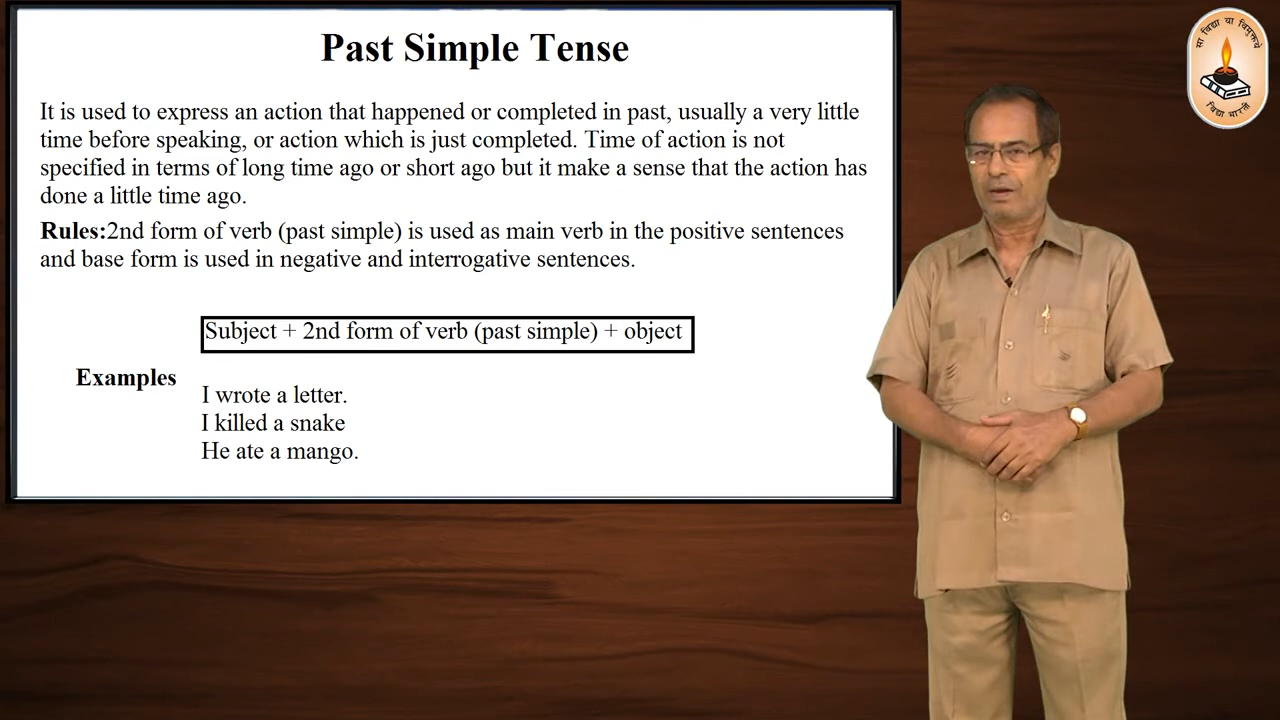 Past Simple Tense
It is used to express an action that happened or completed in past, usually a very little
time before speaking, or action which is just completed. Time of action is not
specified in terms of long time ago or short ago but it make a sense that the action has
done a little time ago.
Rules:2nd form of verb (past simple) is used as main verb in the positive sentences
and base form is used in negative and interrogative sentences.
Subject + 2nd form of verb (past simple) + object
Examples
I wrote a letter.
I killed a snake
He ate a mango.
सा विद्या या विमुक्तये
विद्या भारती